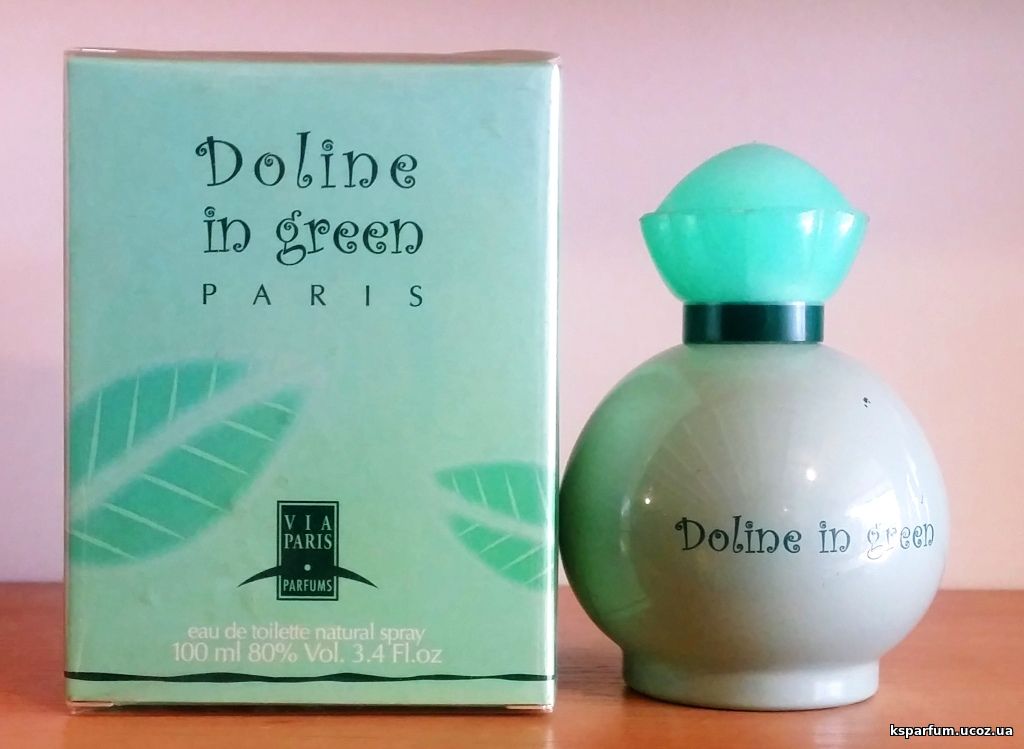 Doline
in green
PARIS
VIA
PARIS
PARFUMS
eau de toilette natural spray
100 ml 80% Vol. 3.4 Fl.oz
Doline in green
ksparfum.ucoz.ua